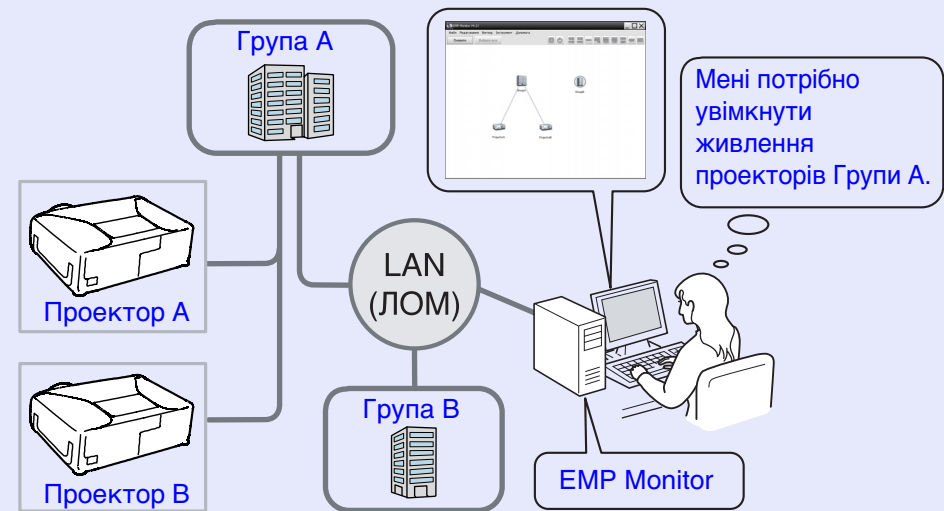 Група A
Мені потрібно
увімкнути
живлення
проекторів Групи A.
Проектор A
LAN
(ЛОМ)
Проектор B
Група B
EMP Monitor